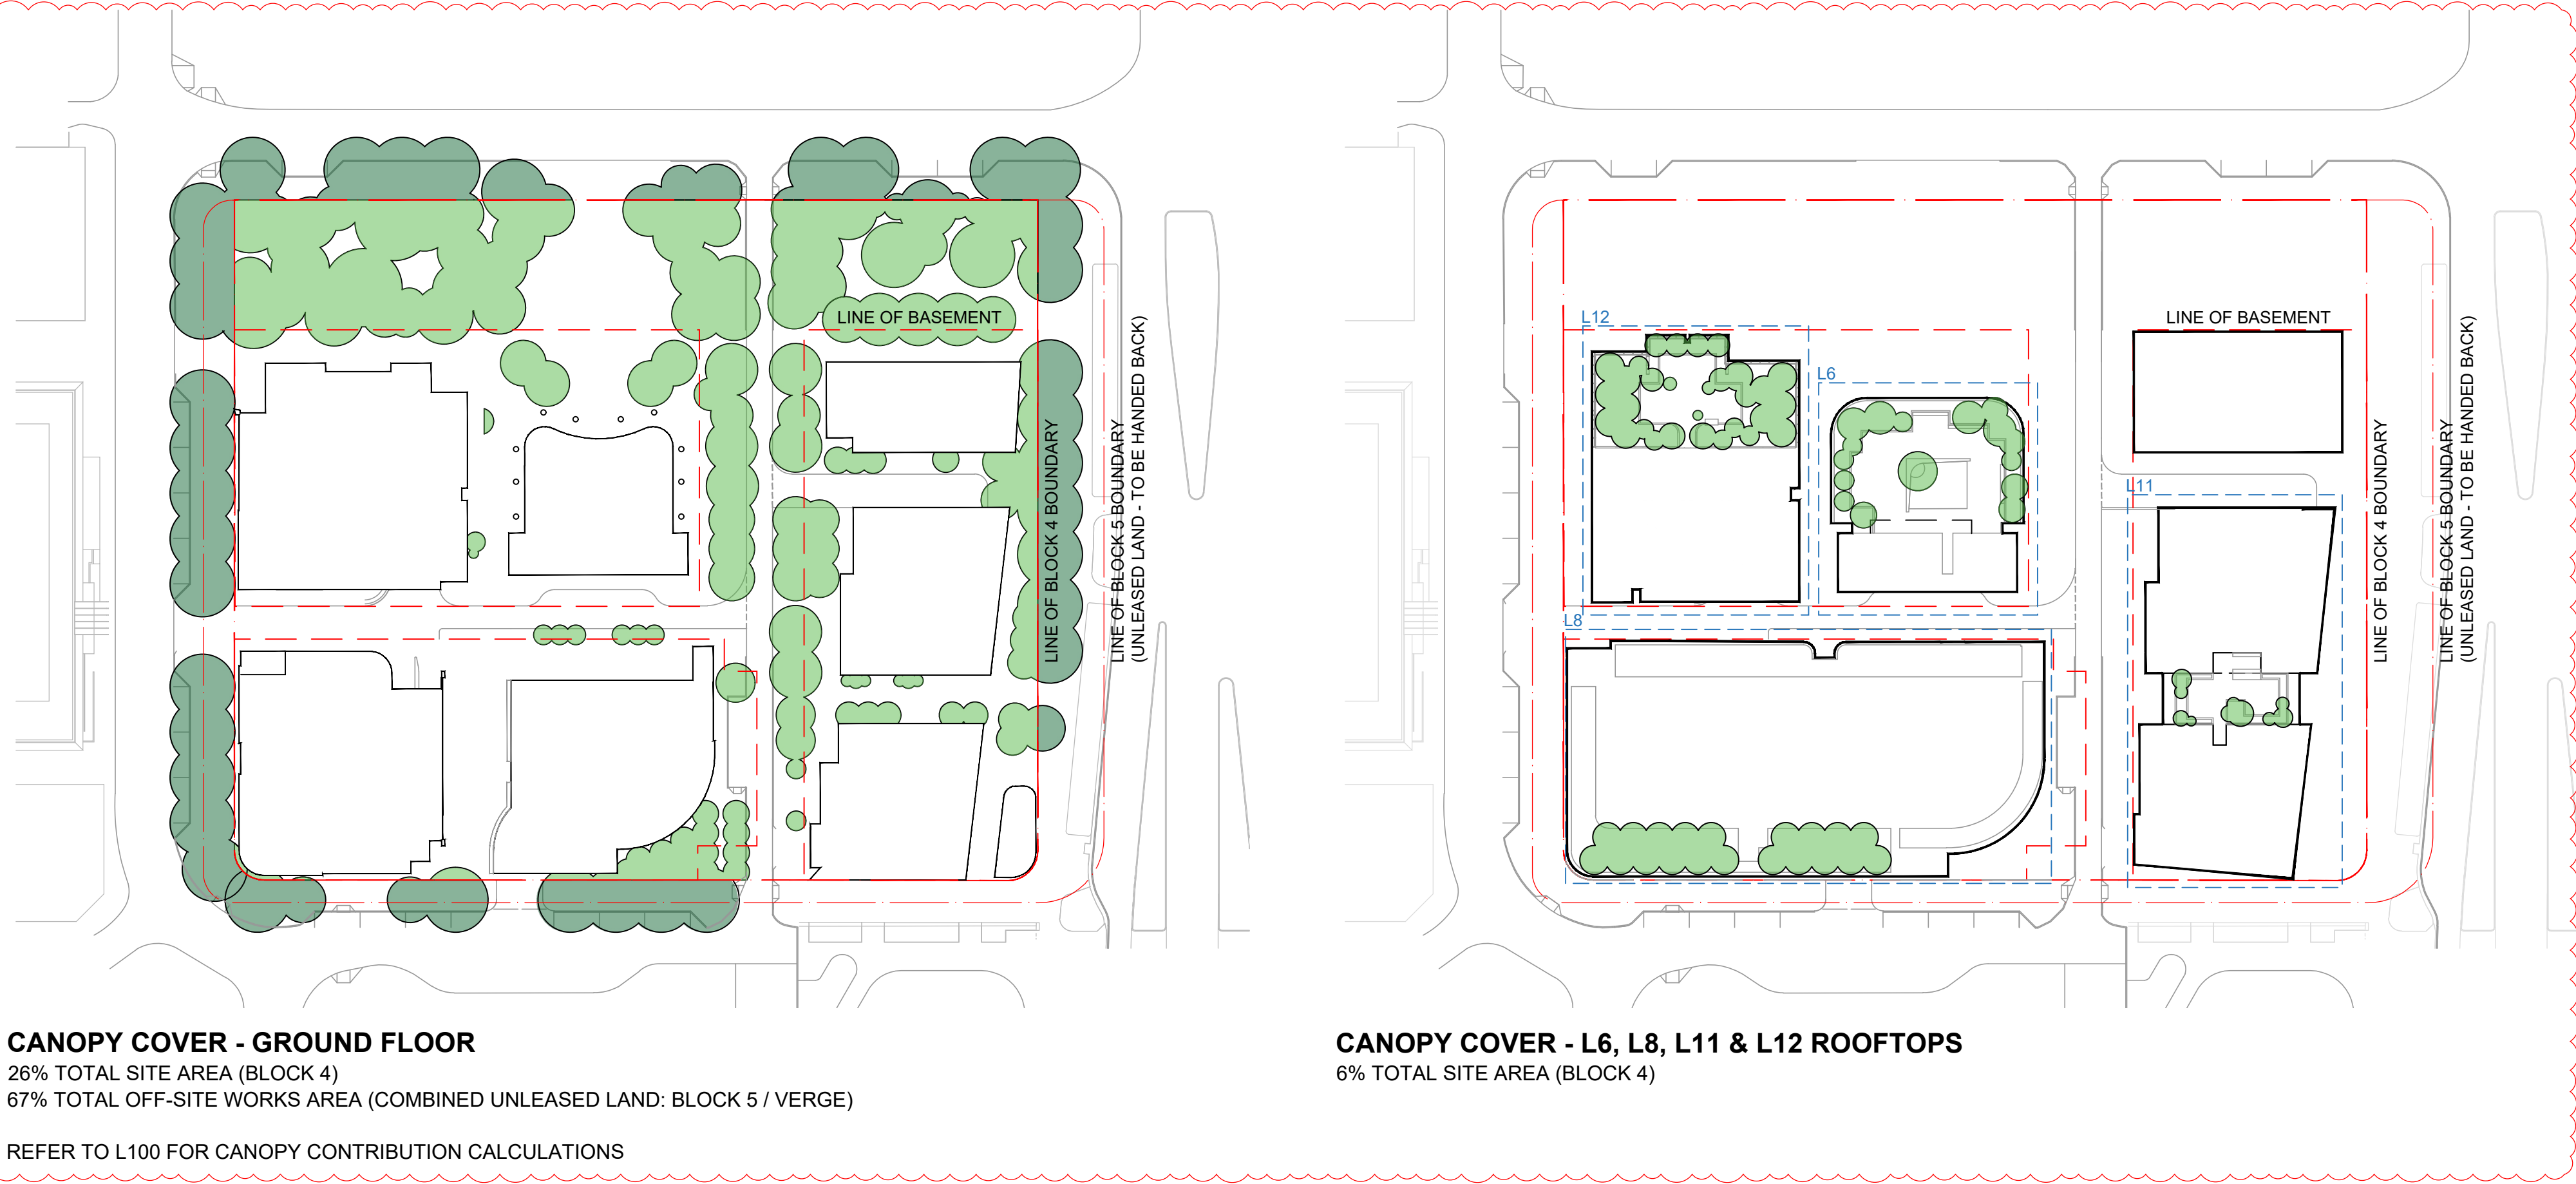 LINE OF BASEMENT
LINE OF BLOCK 4 BOUNDARY
LINE OF BLOCK 5 BOUNDARY
(UNLEASED LAND - TO BE HANDED BACK)
CANOPY COVER - GROUND FLOOR
26% TOTAL SITE AREA (BLOCK 4)
67% TOTAL OFF-SITE WORKS AREA (COMBINED UNLEASED LAND: BLOCK 5 / VERGE)
REFER TO L100 FOR CANOPY CONTRIBUTION CALCULATIONS
L12
LINE OF BASEMENT
L6
L11
L8
LINE OF BLOCK 4 BOUNDARY
LINE OF BLOCK 5 BOUNDARY
(UNLEASED LAND - TO BE HANDED BACK)
CANOPY COVER - L6, L8, L11 & L12 ROOFTOPS
6% TOTAL SITE AREA (BLOCK 4)